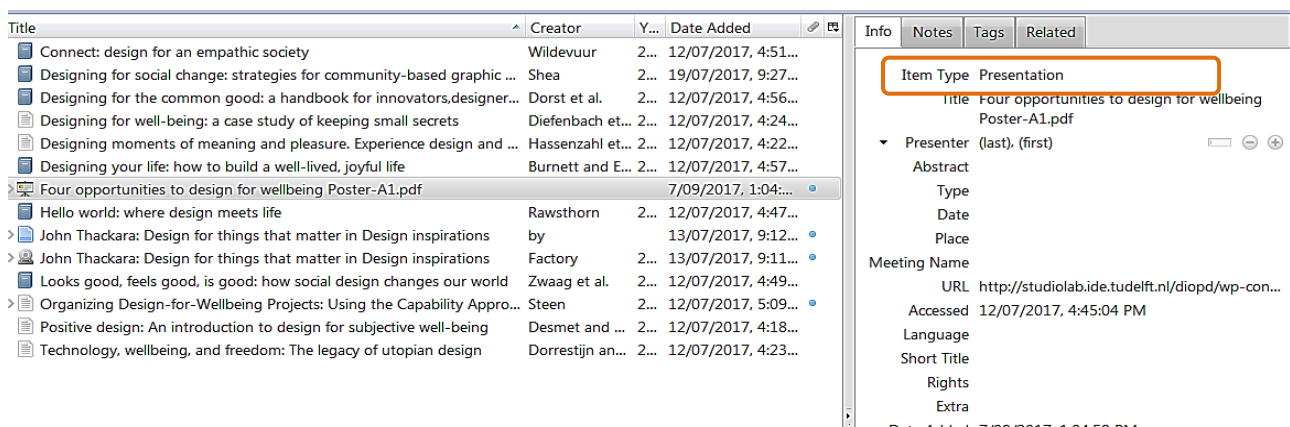 Title Creator Y... Date Added
Connect: design for an empathic society Wildevuur 2... 12/07/2017, 4:51...
Designing for social change: strategies for community-based graphic ... Shea 2... 19/07/2017, 9:27...
Designing for the common good: a handbook for innovators,designer... Dorst et al. 2... 12/07/2017, 4:56...
Designing for well-being: a case study of keeping small secrets Diefenbach et... 2... 12/07/2017, 4:24...
Designing moments of meaning and pleasure. Experience design and ... Hassenzahl et... 2... 12/07/2017, 4:22...
Designing your life: how to build a well-lived, joyful life Burnett and E... 2... 12/07/2017, 4:57...
Four opportunities to design for wellbeing Poster-A1.pdf 7/09/2017, 1:04:...
Hello world: where design meets life Rawsthorn 2... 12/07/2017, 4:47...
John Thackara: Design for things that matter in Design inspirations by 13/07/2017, 9:12...
John Thackara: Design for things that matter in Design inspirations Factory 2... 13/07/2017, 9:11...
Looks good, feels good, is good: how social design changes our world Zwaag et al. 2... 12/07/2017, 4:49...
Organizing Design-for-Wellbeing Projects: Using the Capability Appro... Steen 2... 12/07/2017, 5:09...
Positive design: An introduction to design for subjective well-being Desmet and ... 2... 12/07/2017, 4:18...
Technology, wellbeing, and freedom: The legacy of utopian design Dorrestijn an... 2... 12/07/2017, 4:23...
Info Notes Tags Related
Item Type Presentation
Title Four opportunities to design for wellbeing
Poster-A1.pdf
Presenter (last), (first)
Abstract
Type
Date
Place
Meeting Name
URL http://studiolab.ide.tudelft.nl/diopd/wp-con...
Accessed 12/07/2017, 4:45:04 PM
Language
Short Title
Rights
Extra